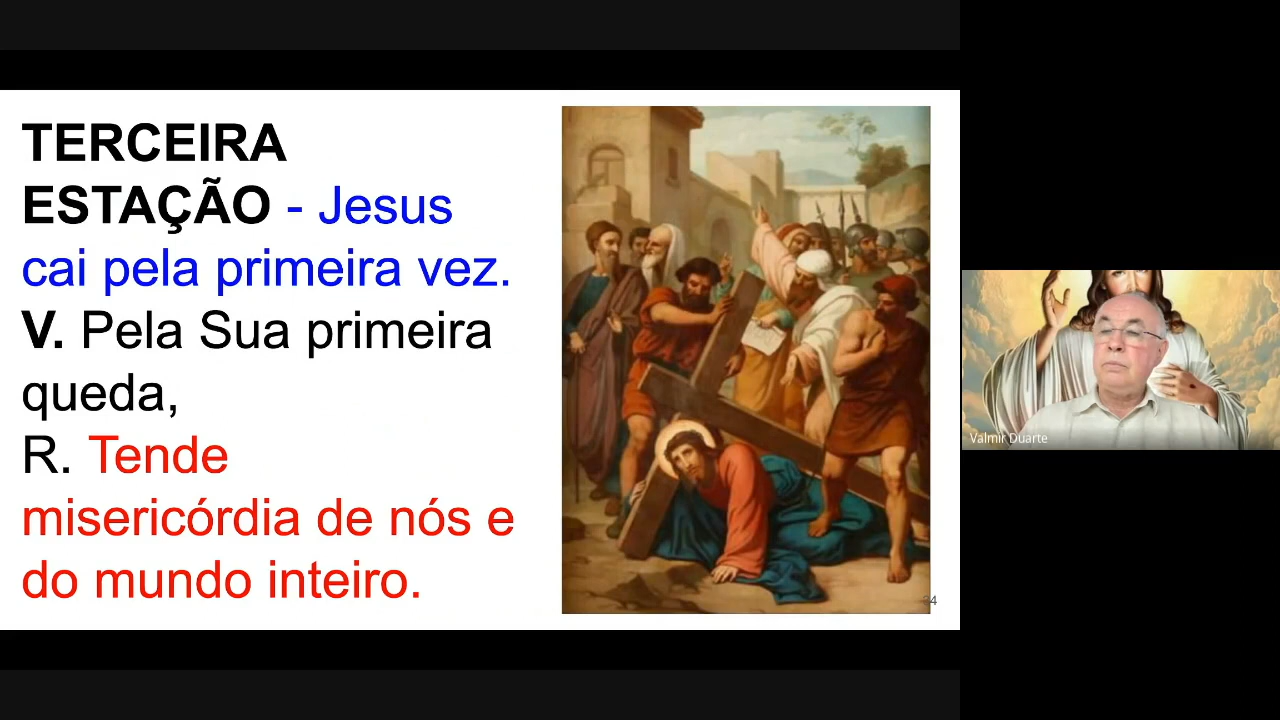 TERCEIRA
ESTAÇÃO - Jesus
cai pela primeira vez.
V. Pela Sua primeira
queda,
R. Tende
misericórdia de nós e
do mundo inteiro.
Valmir Duarte